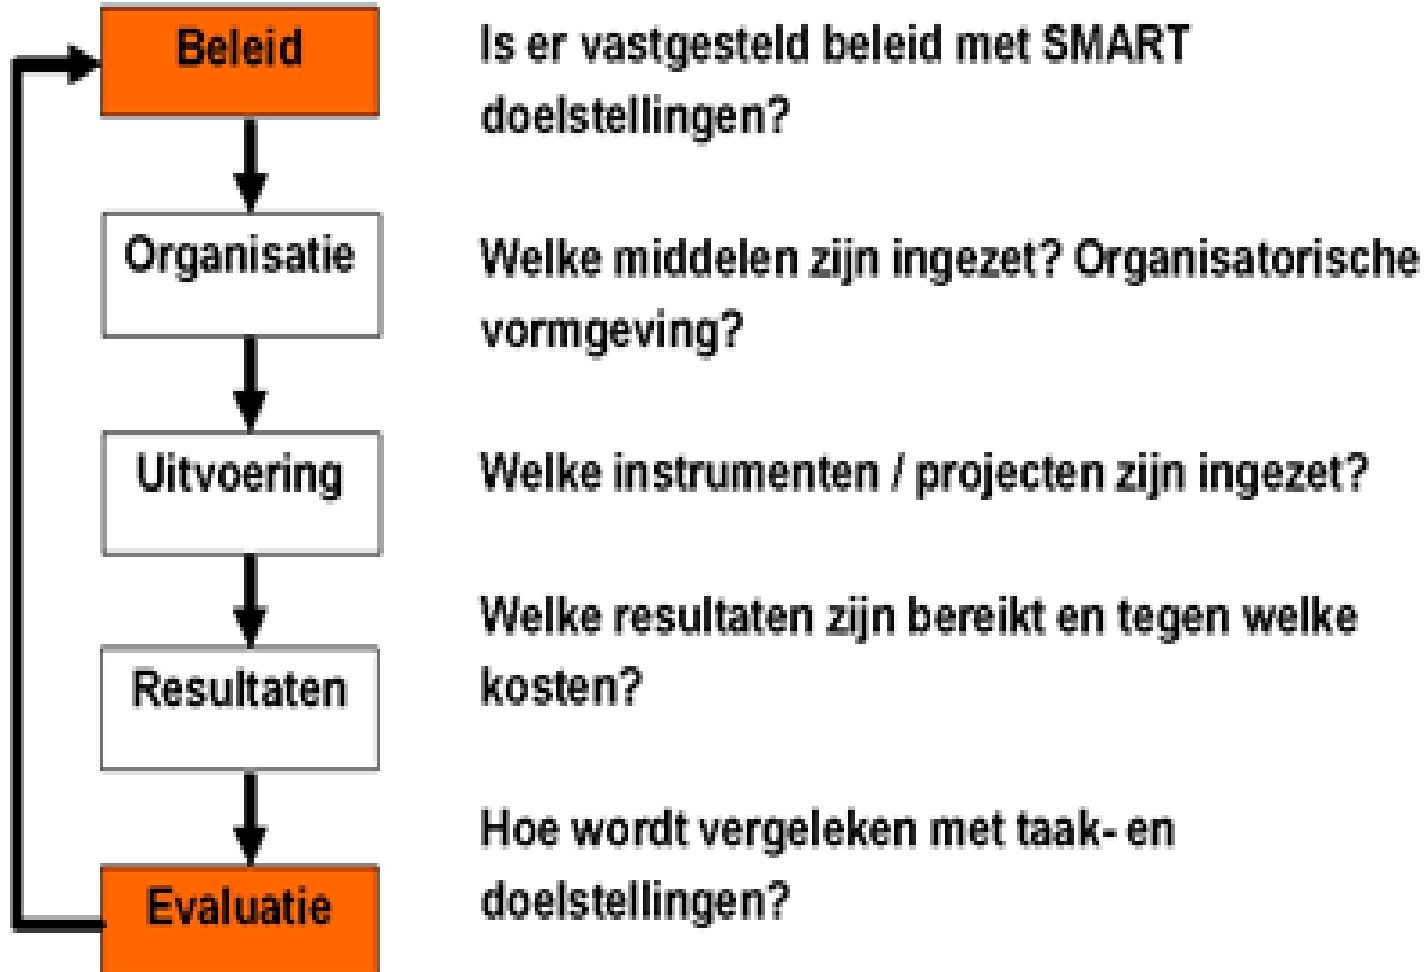 Beleid
Is er vastgesteld beleid met SMART
doelstellingen?
Organisatie
Welke middelen zijn ingezet? Organisatorische
vormgeving?
Uitvoering
Welke instrumenten / projecten zijn ingezet?
Resultaten
Welke resultaten zijn bereikt en tegen welke
kosten?
Evaluatie
Hoe wordt vergeleken met taak- en
doelstellingen?